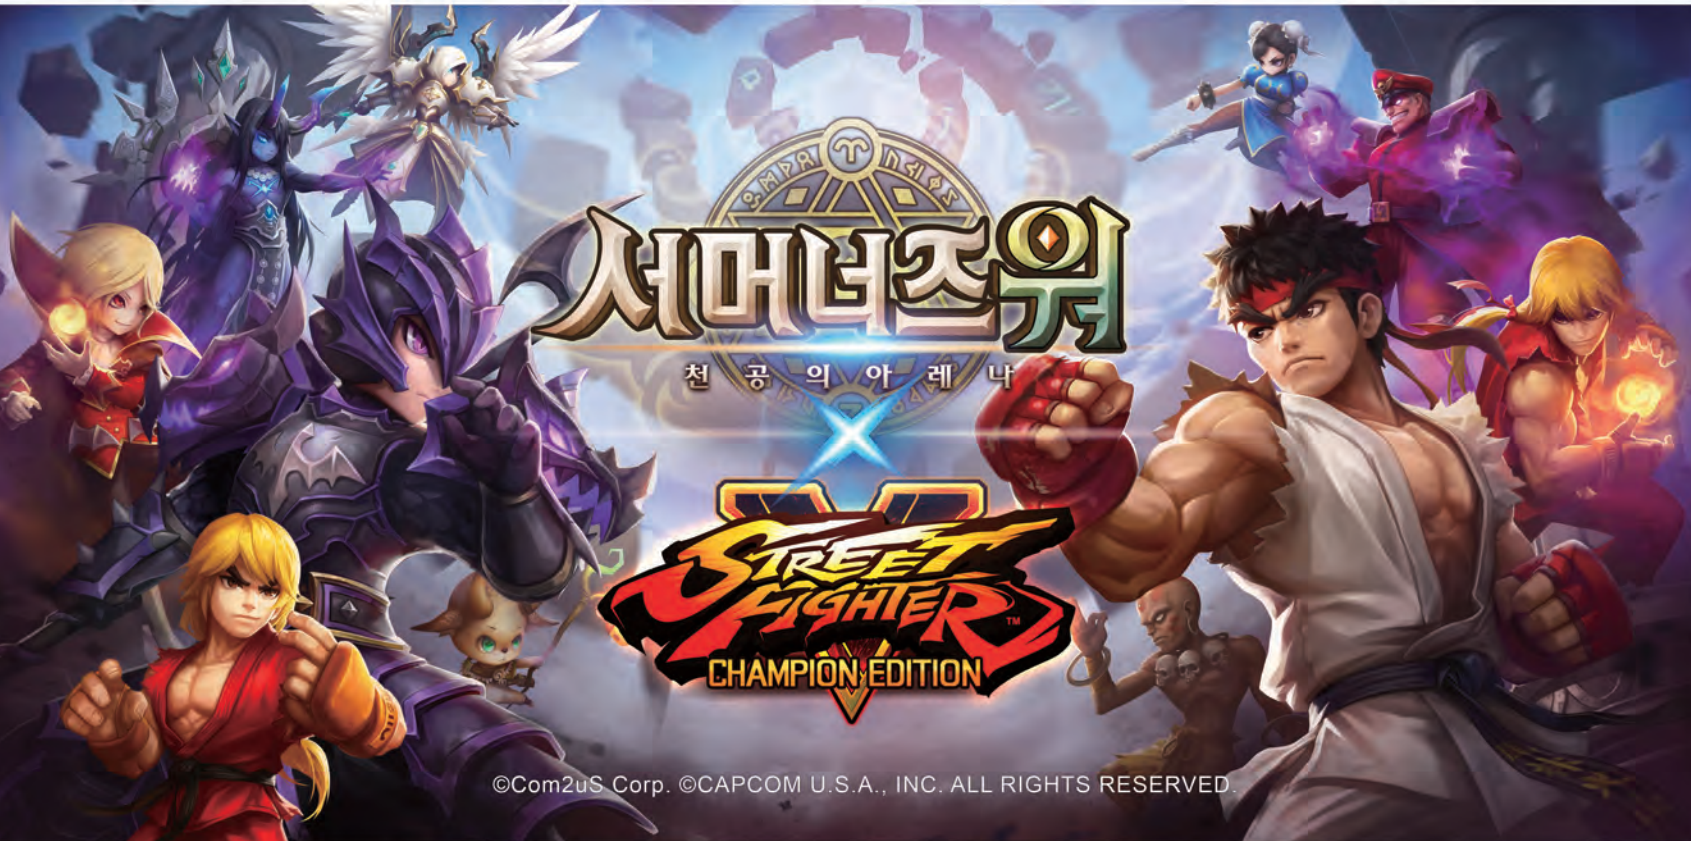 서머너즈 워
천공의 아레나
X
V
STREET
FIGHTER™
CHAMPION EDITION
©Com2uS Corp. ©CAPCOM U.S.A., INC. ALL RIGHTS RESERVED.